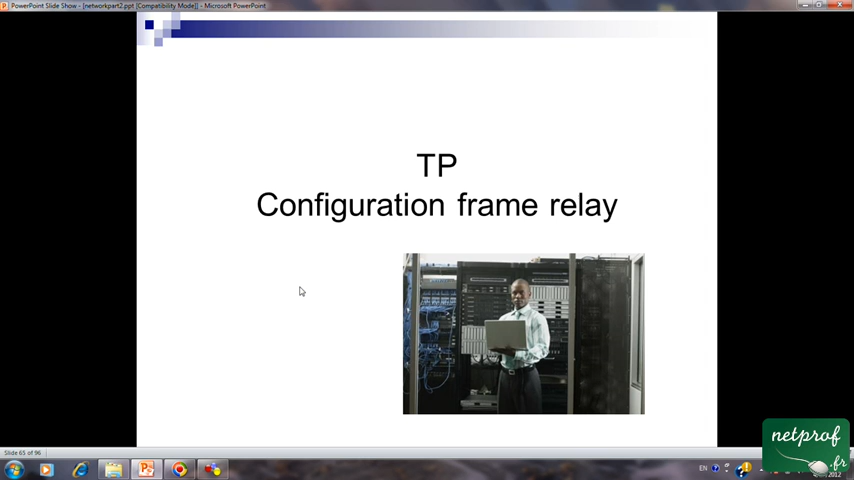 PowerPoint Slide Show - [networkpart2.ppt [Compatibility Mode]] - Microsoft PowerPoint
TP
Configuration frame relay
netprof
.fr
Slide 65 of 96
EN